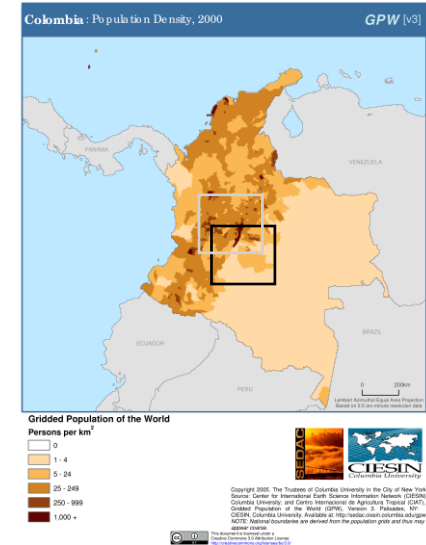 Colombia : Population Density, 2000
GPW [v3]
PANAMA
VENEZUELA
ECUADOR
BRAZIL
PERU
0 200km
Lambert Azimuthal Equal Area Projection
Based on 2.5 arc-minute resolution data
Gridded Population of the World
Persons per km2
0
1 - 4
5 - 24
25 - 249
250 - 999
1,000 +
SEDAC
CIESIN
Columbia University
Copyright 2005. The Trustees of Columbia University in the City of New York
Source: Center for International Earth Science Information Network (CIESIN)
Columbia University; and Centro Internacional de Agricultura Tropical (CIAT),
Gridded Population of the World (GPW), Version 3. Palisades, NY:
CIESIN, Columbia University. Available at: http://sedac.ciesin.columbia.edu/gpw
NOTE: National boundaries are derived from the population grids and thus may
appear coarse.
This document is licensed under a
Creative Commons 3.0 Attribution License